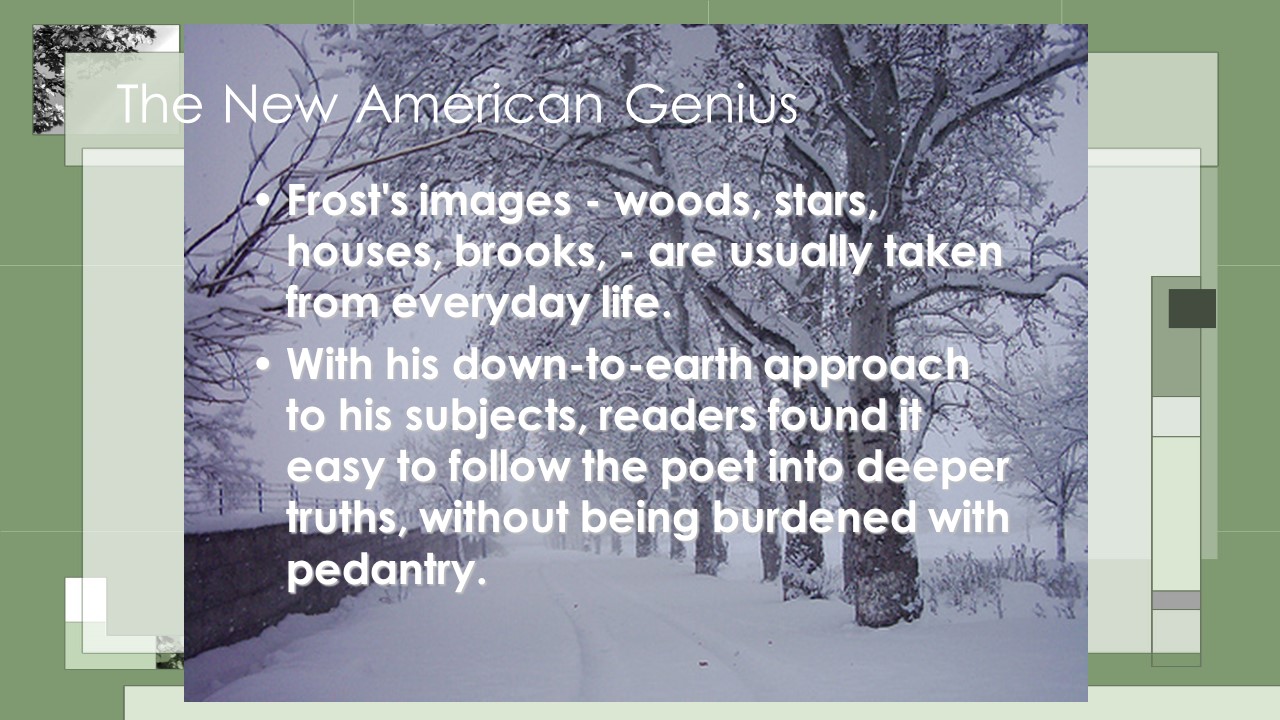 The New American Genius
• Frost's images - woods, stars,
houses, brooks, - are usually taken
from everyday life.
• With his down-to-earth approach
to his subjects, readers found it
easy to follow the poet into deeper
truths, without being burdened with
pedantry.